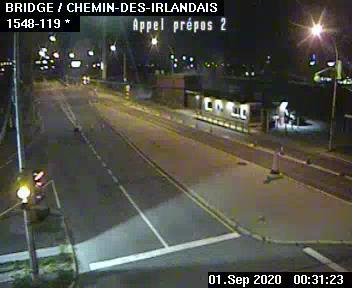 BRIDGE / CHEMIN-DES-IRLANDAIS
1548-119 *
Appel prépos 2
01.Sep 2020 00:31:23